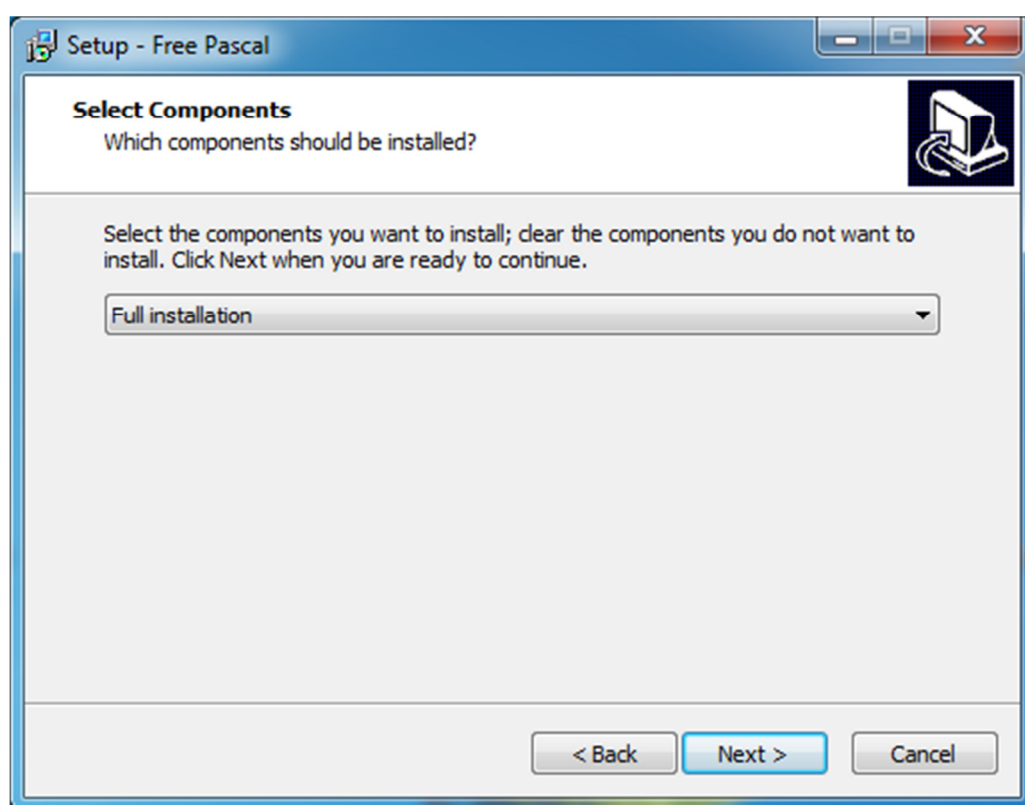 Setup - Free Pascal
Select Components
Which components should be installed?
Select the components you want to install; clear the components you do not want to
install. Click Next when you are ready to continue.
Full installation
< Back
Next >
Cancel